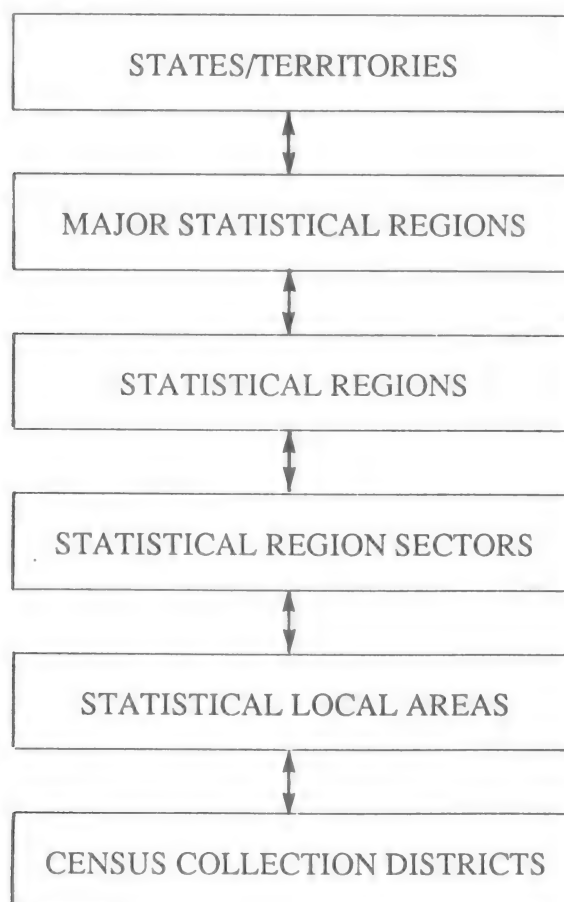 STATES/TERRITORIES
MAJOR STATISTICAL REGIONS
STATISTICAL REGIONS
STATISTICAL REGION SECTORS
STATISTICAL LOCAL AREAS
CENSUS COLLECTION DISTRICTS